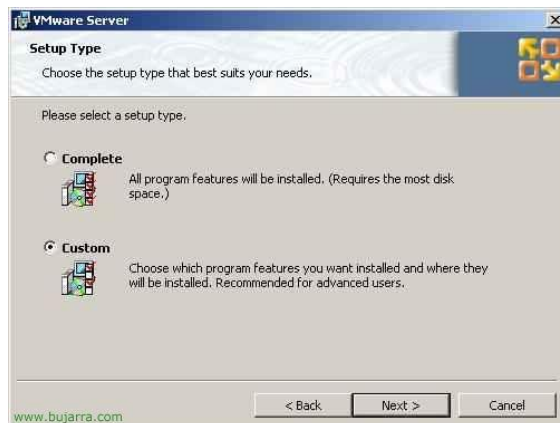 VMware Server
Setup Type
Choose the setup type that best suits your needs.
Please select a setup type.
Complete
All program features will be installed. (Requires the most disk
space.)
Custom
Choose which program features you want installed and where they
will be installed. Recommended for advanced users.
< Back
Next >
Cancel
www.bujarra.com